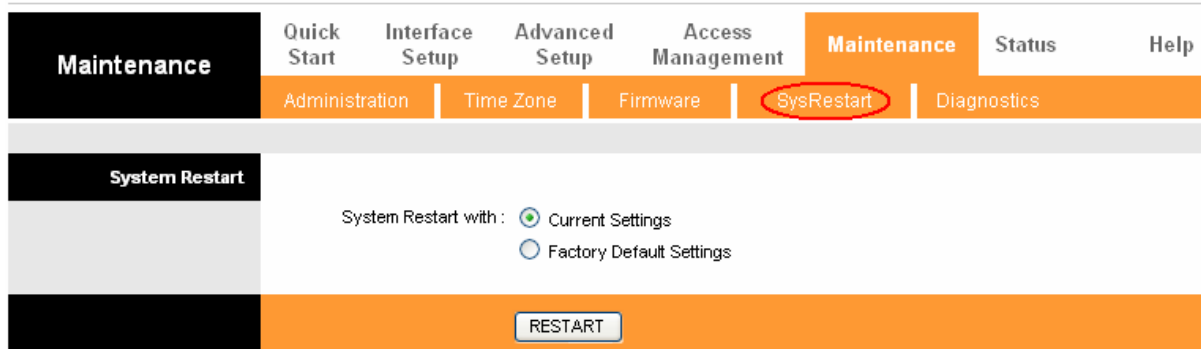 Maintenance
Quick Start
Interface Setup
Advanced Setup
Access Management
Maintenance
Status
Help
Administration
Time Zone
Firmware
SysRestart
Diagnostics
System Restart
System Restart with :
Current Settings
Factory Default Settings
RESTART